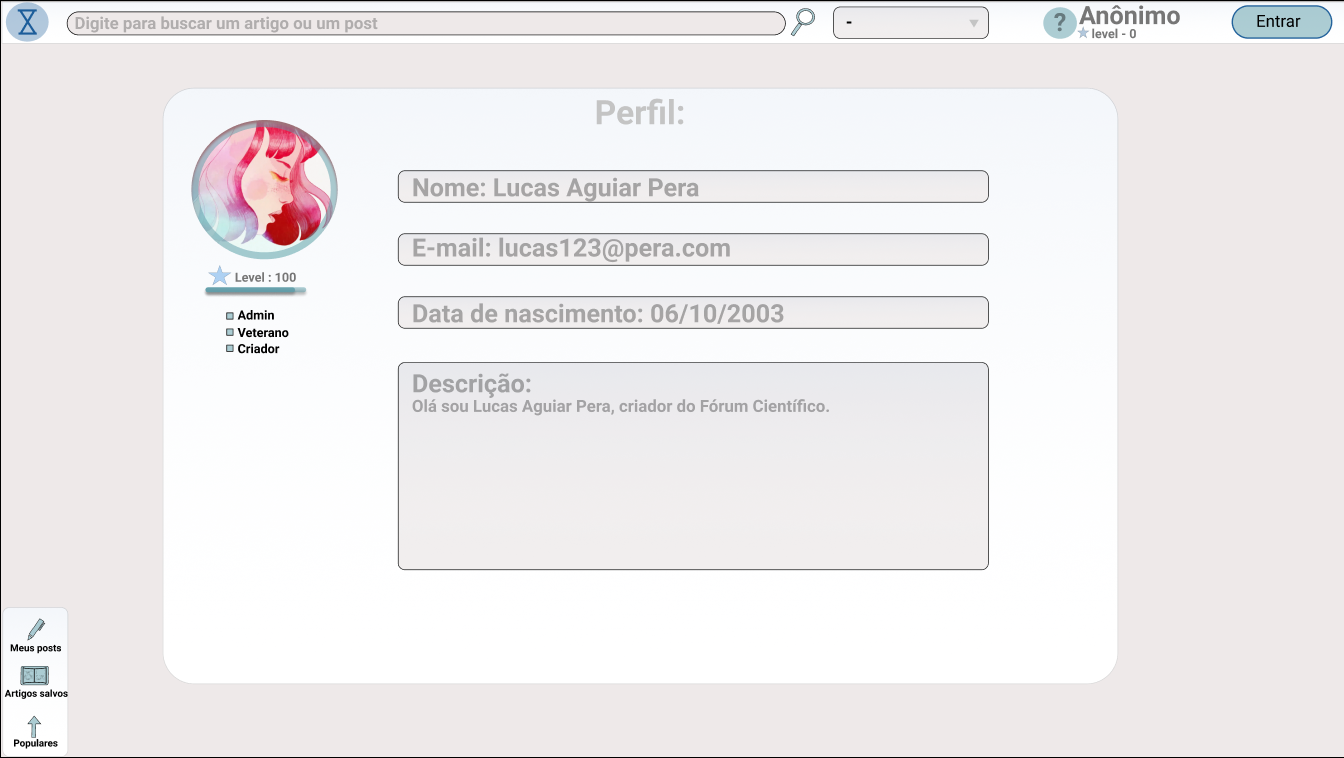 Digite para buscar um artigo ou um post
-
?
Anônimo
level - 0
Entrar
Perfil:
Nome: Lucas Aguiar Pera
E-mail: lucas123@pera.com
Data de nascimento: 06/10/2003
Level : 100
Admin
Veterano
Criador
Descrição:
Olá sou Lucas Aguiar Pera, criador do Fórum Científico.
Meus posts
Artigos salvos
Populares